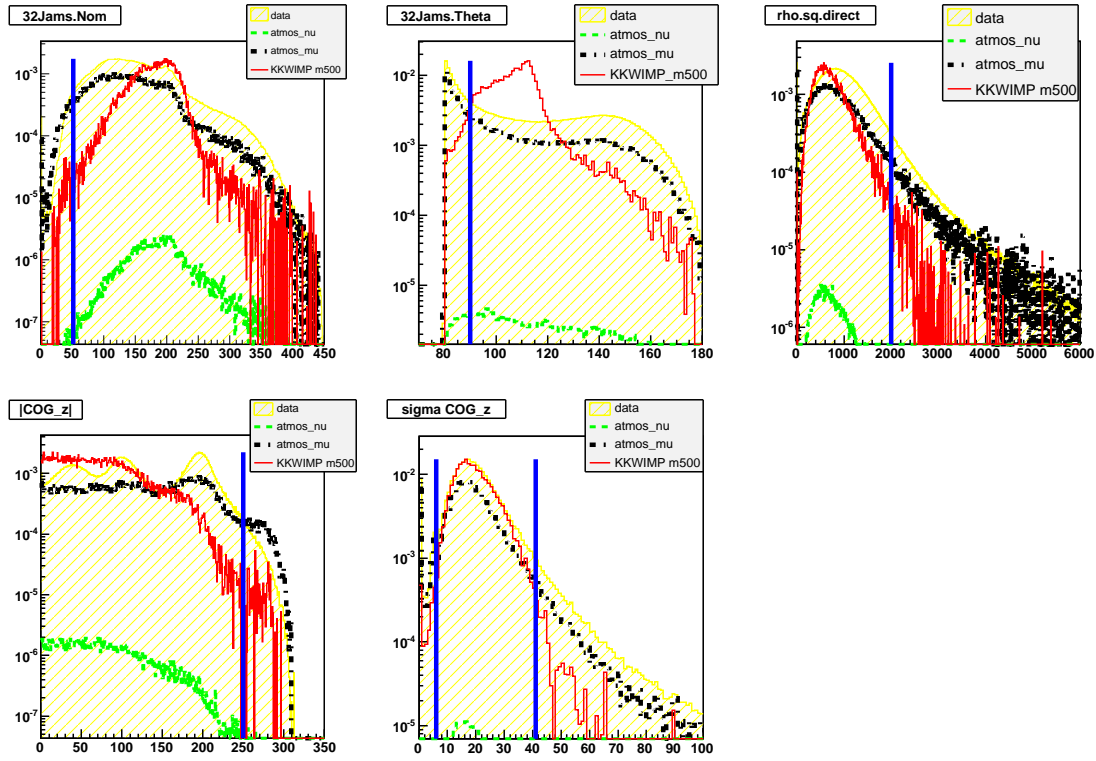 32Jams.Nom
data
atmos_nu
atmos_mu
KKWIMP m500
10^-3
10^-4
10^-5
10^-6
10^-7
0 50 100 150 200 250 300 350 400 450
32Jams.Theta
data
atmos_nu
atmos_mu
KKWIMP_m500
10^-2
10^-3
10^-4
10^-5
80 100 120 140 160 180
rho.sq.direct
data
atmos_nu
atmos_mu
KKWIMP m500
10^-3
10^-4
10^-5
10^-6
0 1000 2000 3000 4000 5000 6000
|COG_z|
data
atmos_nu
atmos_mu
KKWIMP m500
10^-3
10^-4
10^-5
10^-6
10^-7
0 50 100 150 200 250 300 350
sigma COG_z
data
atmos_nu
atmos_mu
KKWIMP m500
10^-2
10^-3
10^-4
10^-5
0 10 20 30 40 50 60 70 80 90 100